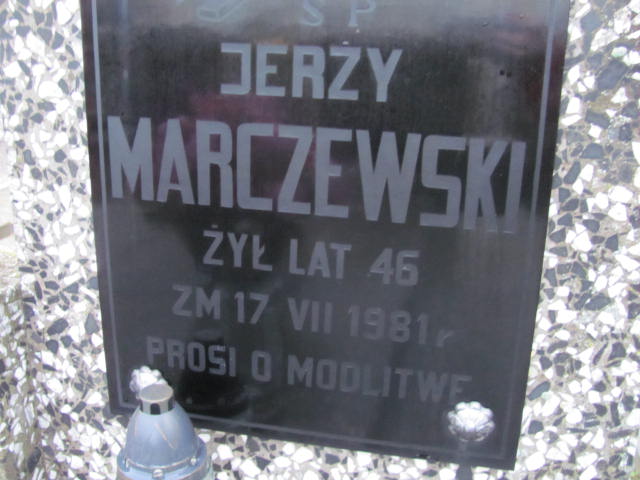 Ś P
JERZY
MARCZEWSKI
ŻYŁ LAT 46
ZM 17 VII 1981 r
PROSI O MODLITWĘ